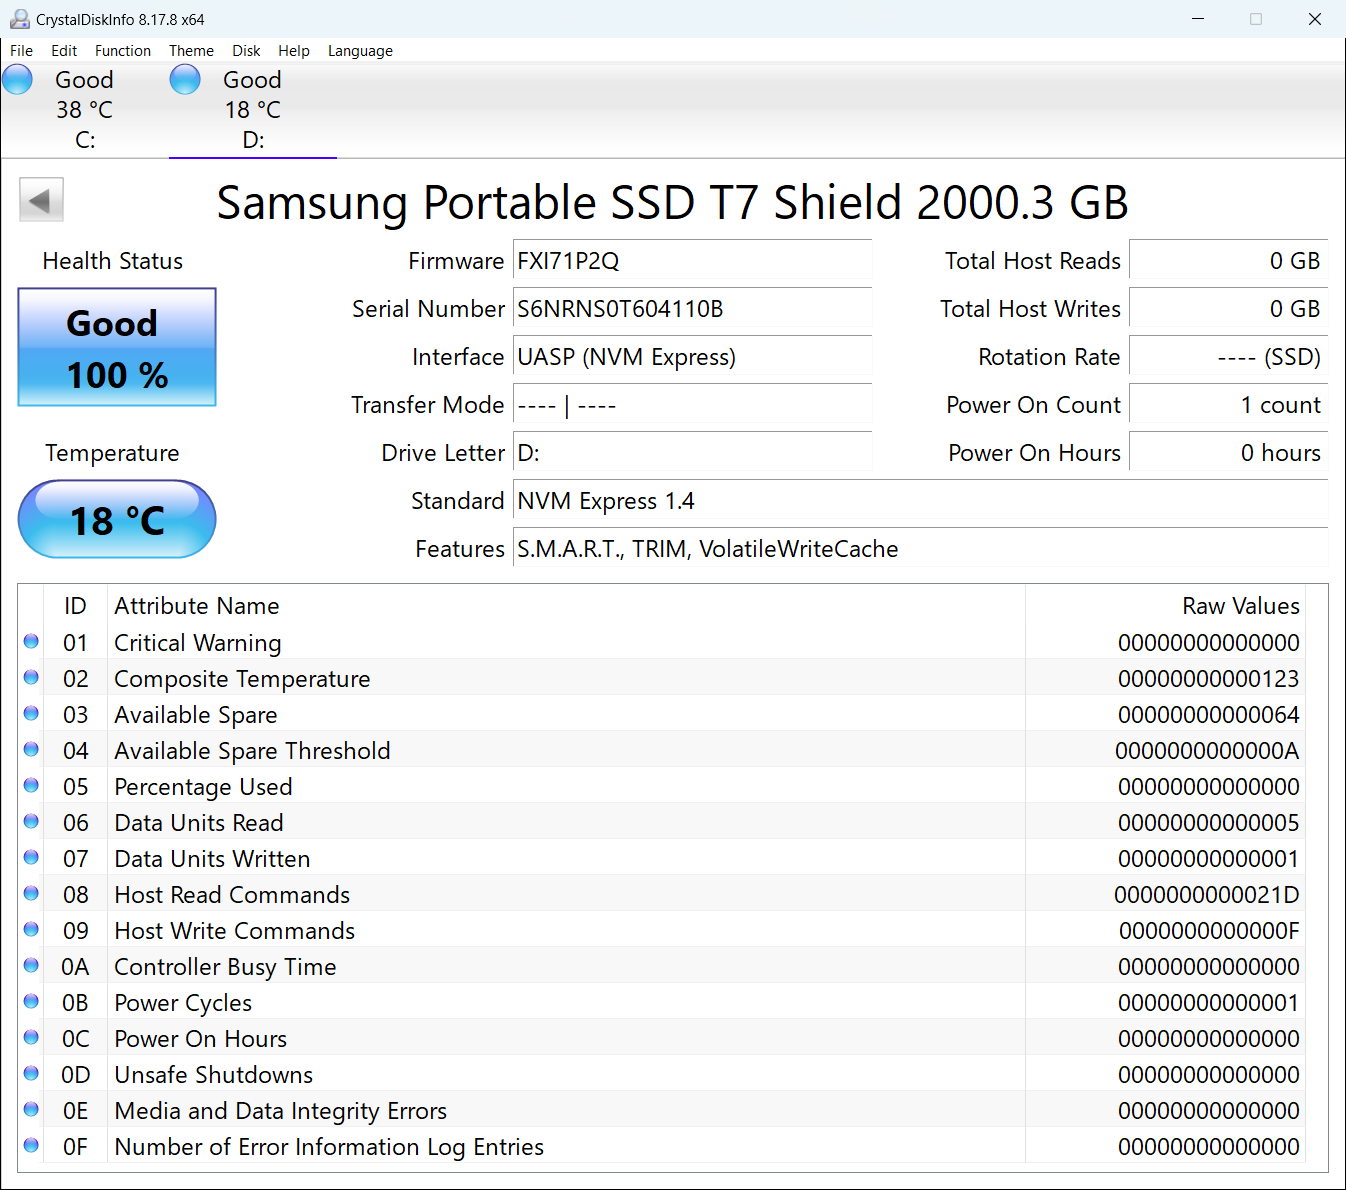 CrystalDiskInfo 8.17.8 x64
File Edit Function Theme Disk Help Language
Good Good
38 °C 18 °C
C: D:
Samsung Portable SSD T7 Shield 2000.3 GB
Health Status
Good
100 %
Temperature
18 °C
Firmware FXI71P2Q
Serial Number S6NRNS0T604110B
Interface UASP (NVM Express)
Transfer Mode ---- | ----
Drive Letter D:
Standard NVM Express 1.4
Features S.M.A.R.T., TRIM, VolatileWriteCache
Total Host Reads 0 GB
Total Host Writes 0 GB
Rotation Rate ---- (SSD)
Power On Count 1 count
Power On Hours 0 hours
ID Attribute Name Raw Values
01 Critical Warning 00000000000000
02 Composite Temperature 00000000000123
03 Available Spare 00000000000064
04 Available Spare Threshold 0000000000000A
05 Percentage Used 00000000000000
06 Data Units Read 00000000000005
07 Data Units Written 00000000000001
08 Host Read Commands 0000000000021D
09 Host Write Commands 0000000000000F
0A Controller Busy Time 00000000000000
0B Power Cycles 00000000000001
0C Power On Hours 00000000000000
0D Unsafe Shutdowns 00000000000000
0E Media and Data Integrity Errors 00000000000000
0F Number of Error Information Log Entries 00000000000000